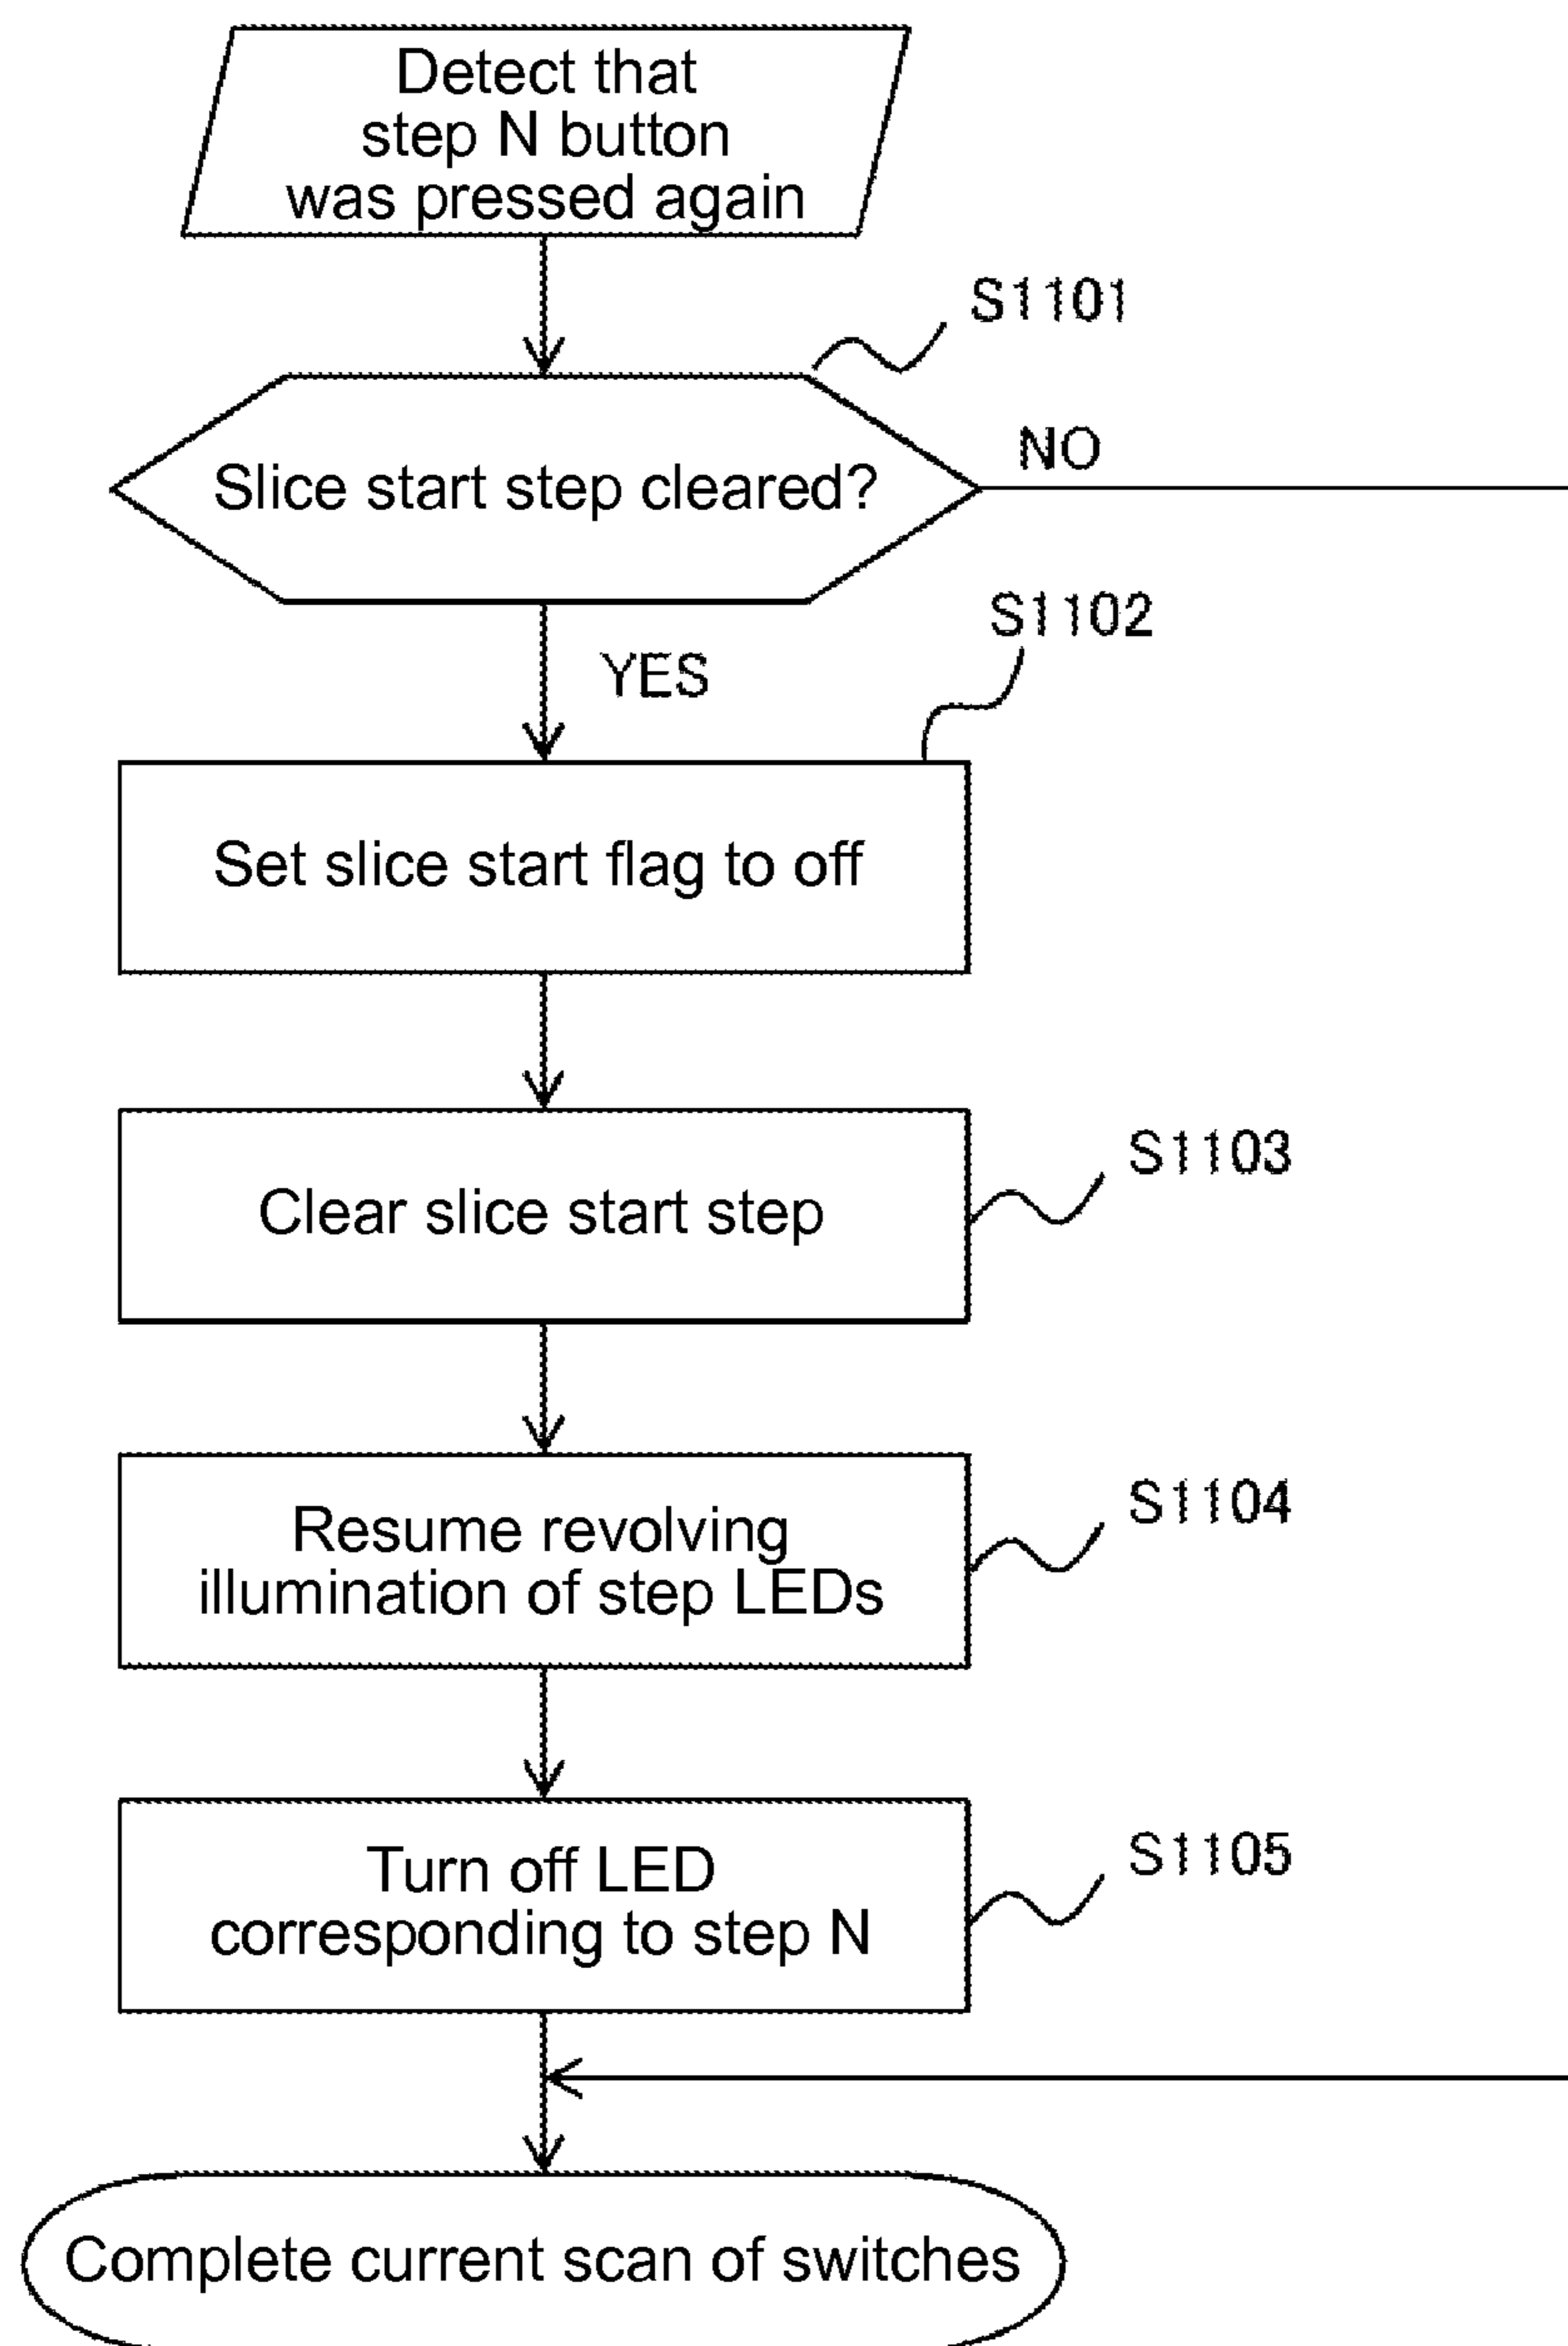 Detect that
step N button
was pressed again
S1101
Slice start step cleared?
NO
YES
S1102
Set slice start flag to off
Clear slice start step
S1103
Resume revolving
illumination of step LEDs
S1104
Turn off LED
corresponding to step N
S1105
Complete current scan of switches